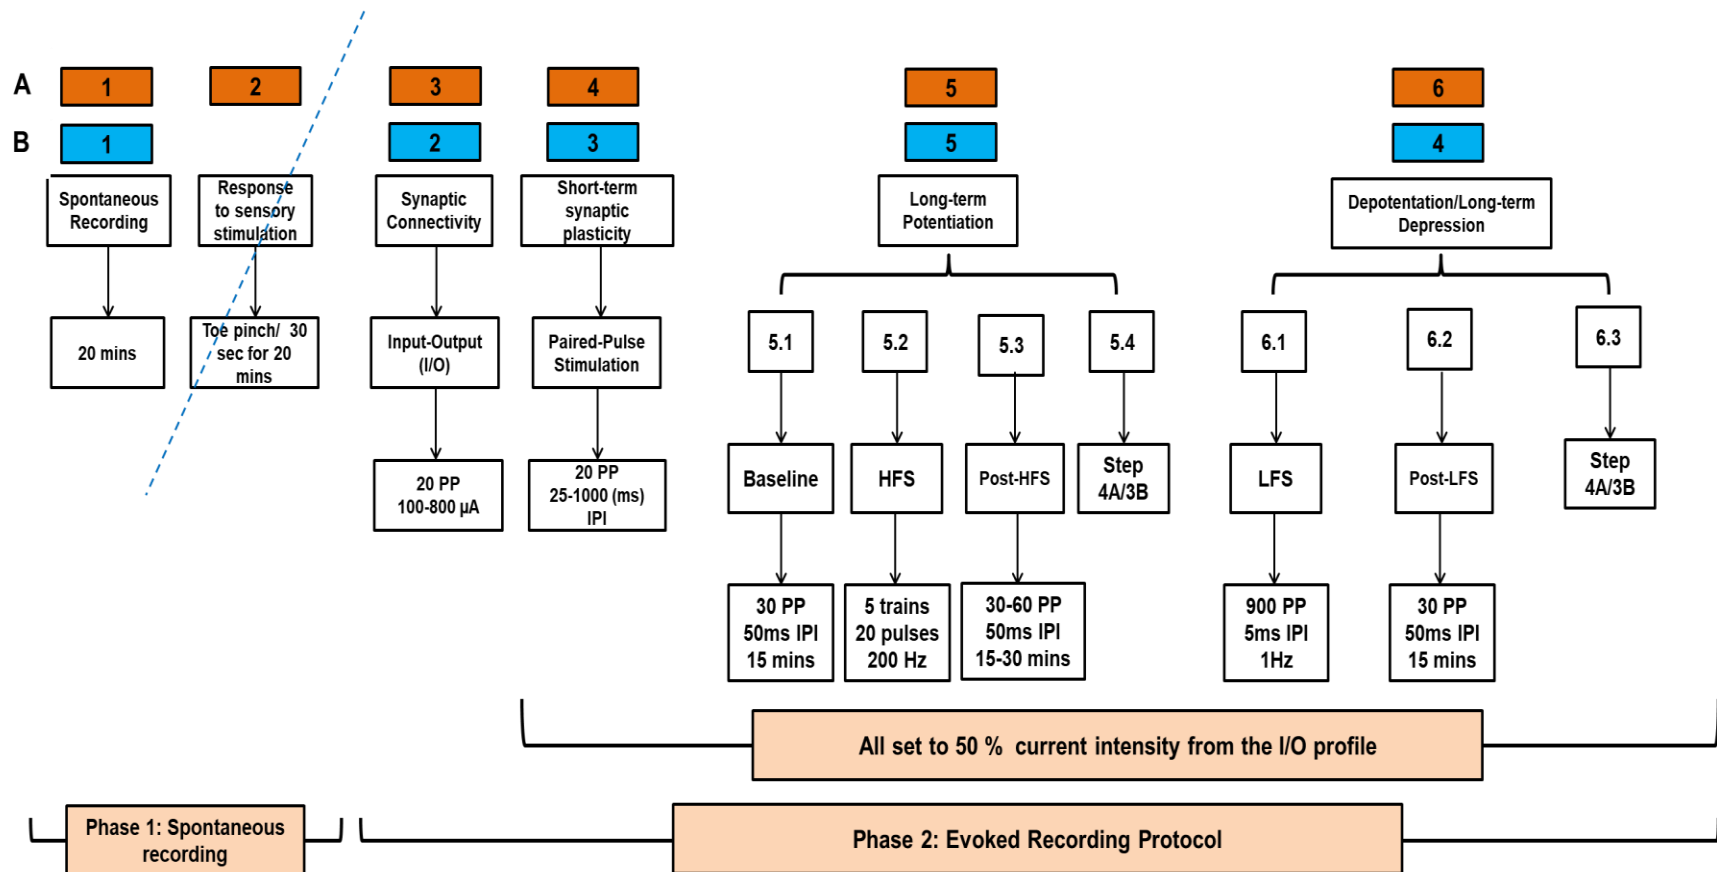 A
1
2
3
4
5
6
B
1
2
3
5
4
Spontaneous
Recording
Response
to sensory
stimulation
Synaptic
Connectivity
Short-term
synaptic
plasticity
Long-term
Potentiation
Depotentation/Long-term
Depression
20 mins
Toe pinch/ 30
sec for 20
mins
Input-Output
(I/O)
Paired-Pulse
Stimulation
5.1
5.2
5.3
5.4
6.1
6.2
6.3
20 PP
100-800 µA
20 PP
25-1000 (ms)
IPI
Baseline
HFS
Post-HFS
Step
4A/3B
LFS
Post-LFS
Step
4A/3B
30 PP
50ms IPI
15 mins
5 trains
20 pulses
200 Hz
30-60 PP
50ms IPI
15-30 mins
900 PP
5ms IPI
1Hz
30 PP
50ms IPI
15 mins
All set to 50 % current intensity from the I/O profile
Phase 1: Spontaneous
recording
Phase 2: Evoked Recording Protocol